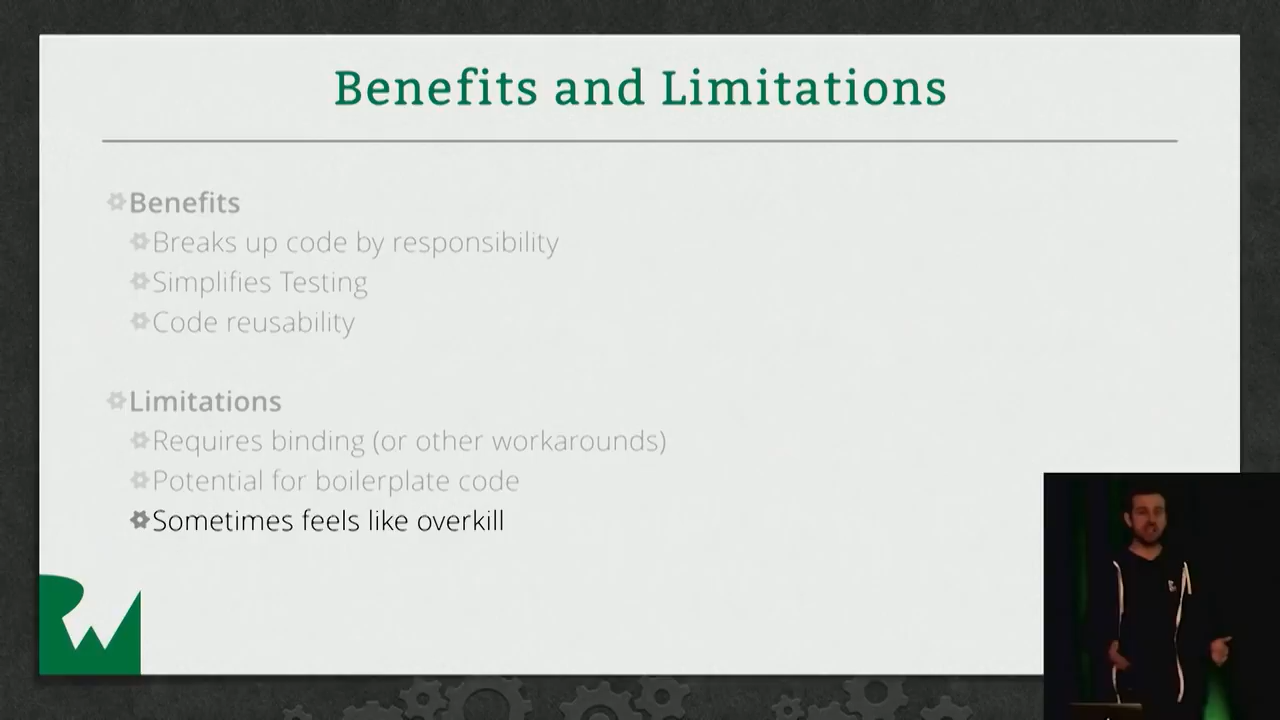 Benefits and Limitations
Benefits
Breaks up code by responsibility
Simplifies Testing
Code reusability
Limitations
Requires binding (or other workarounds)
Potential for boilerplate code
Sometimes feels like overkill
RW